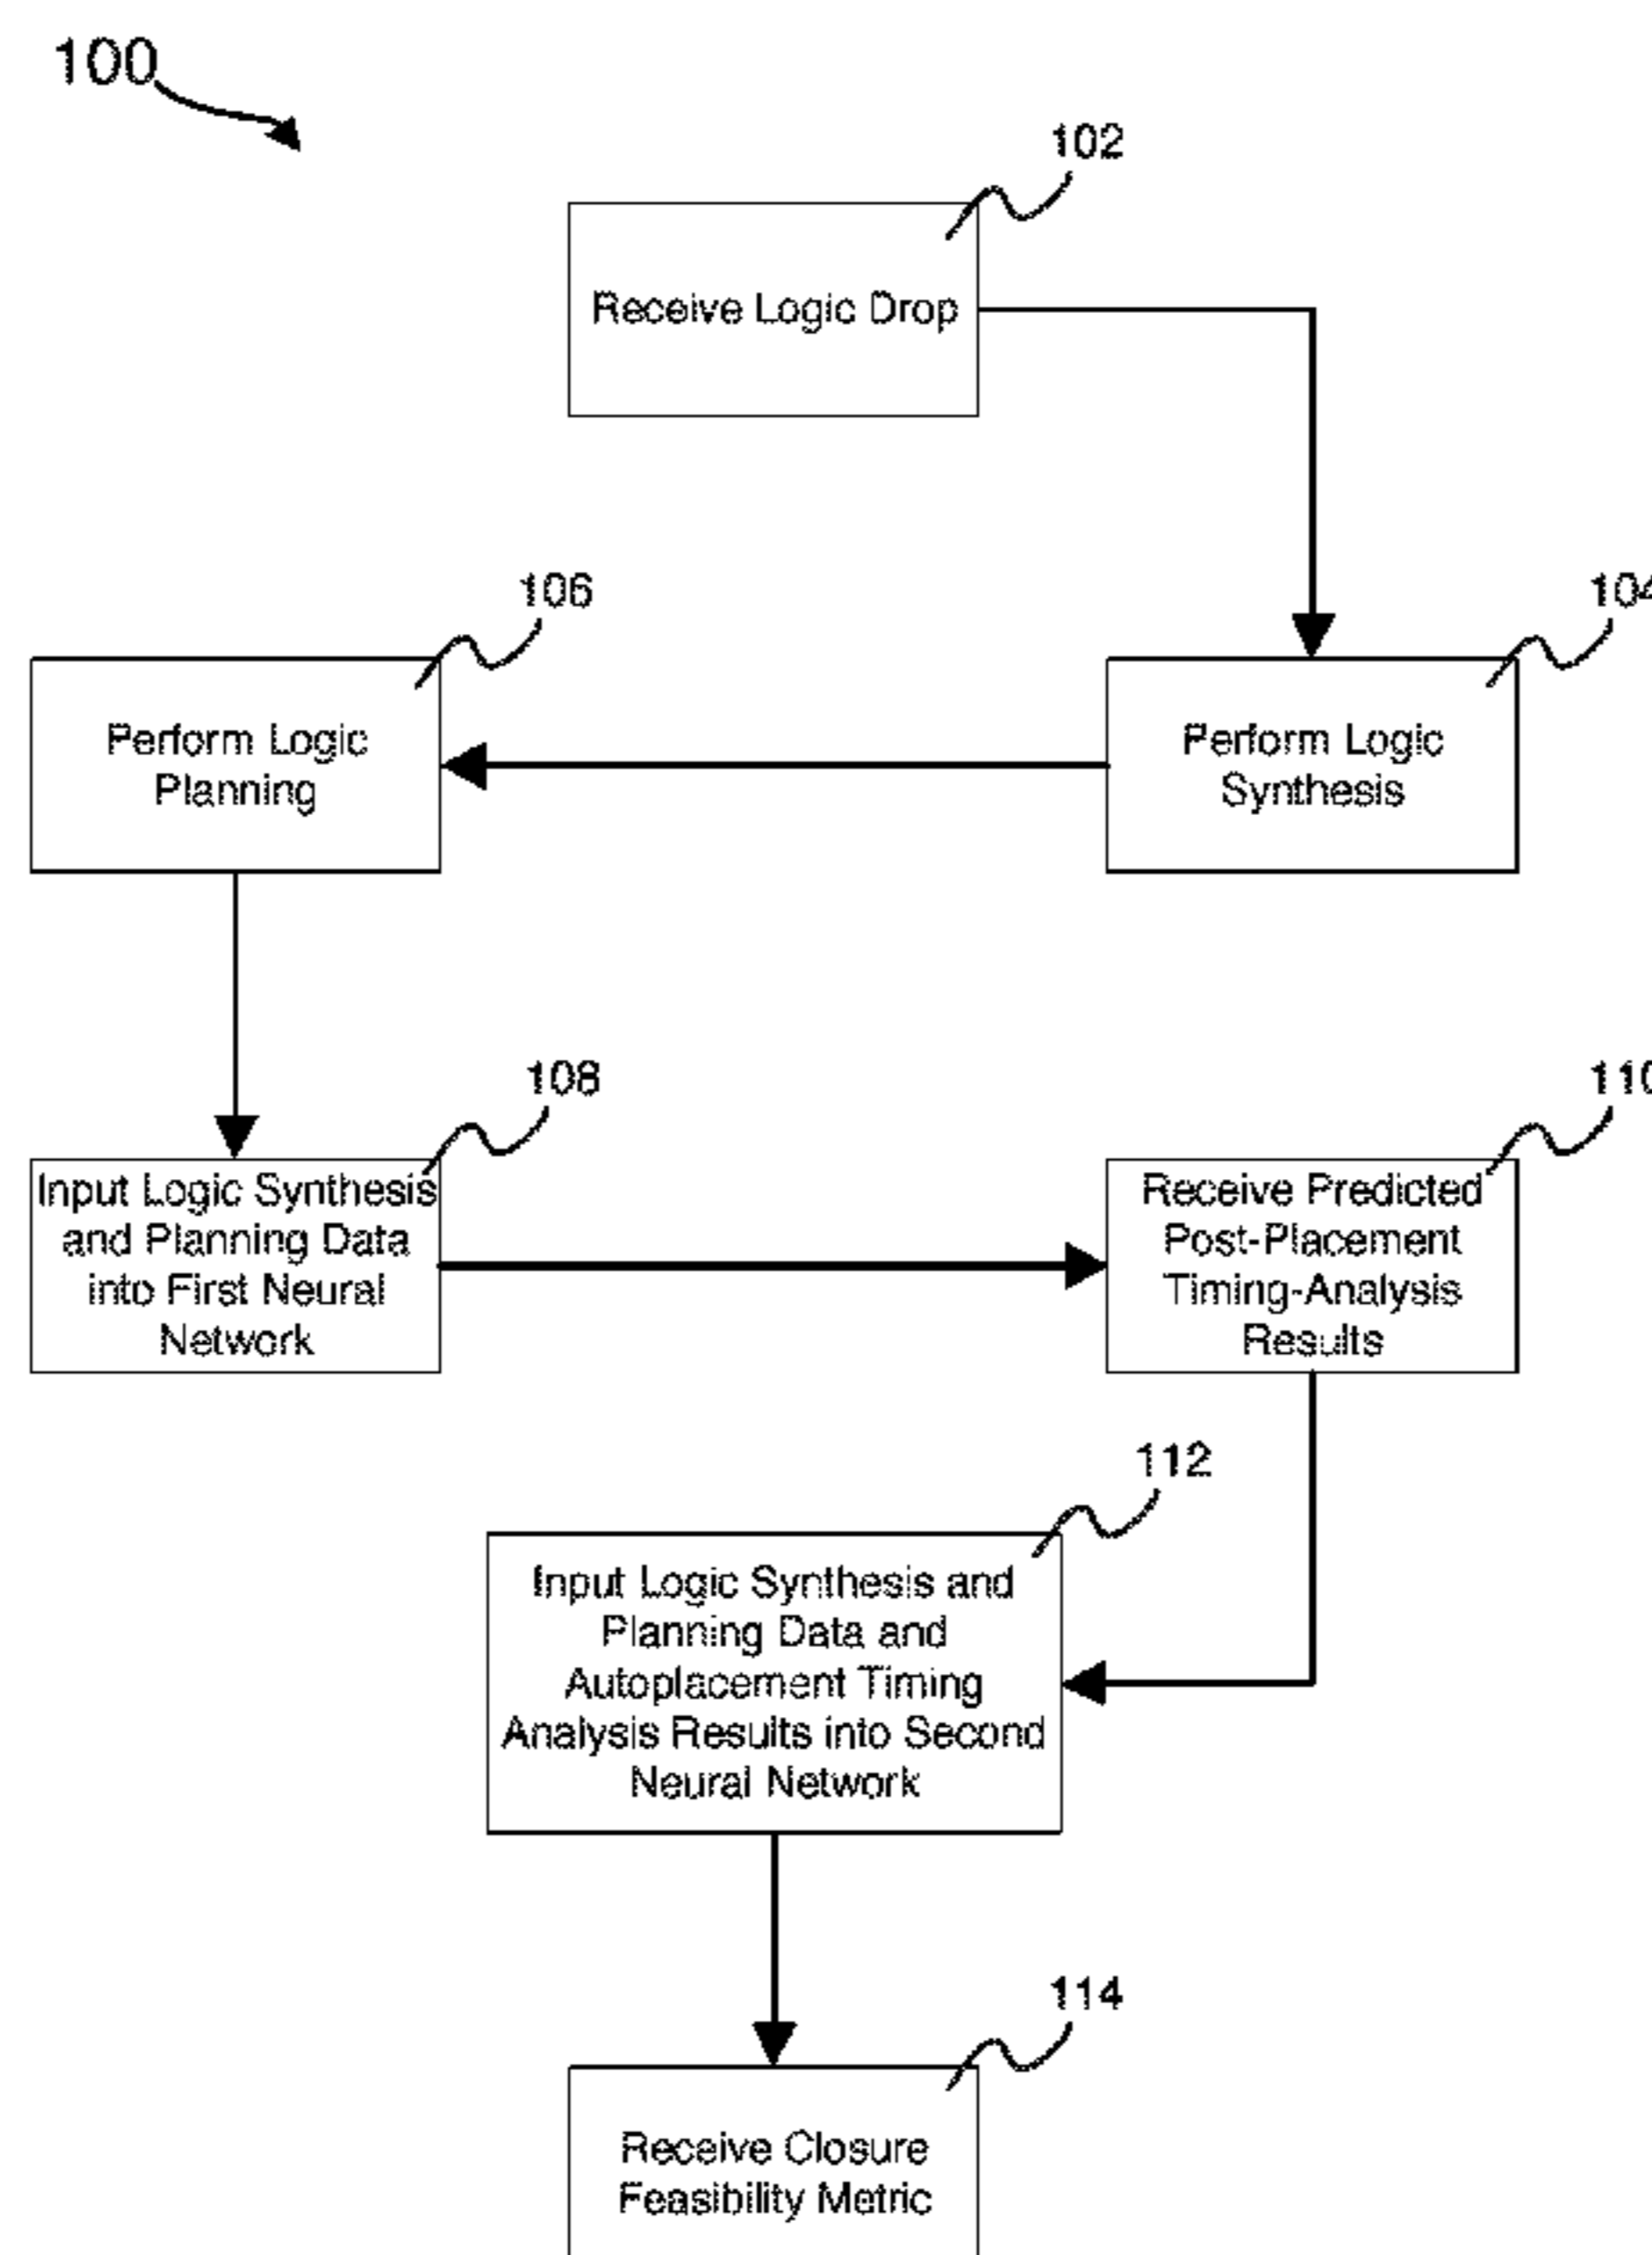 100
102
Receive Logic Drop
106
104
Perform Logic
Planning
Perform Logic
Synthesis
108
110
Input Logic Synthesis
and Planning Data
into First Neural
Network
Receive Predicted
Post-Placement
Timing-Analysis
Results
112
Input Logic Synthesis and
Planning Data and
Autoplacement Timing
Analysis Results into Second
Neural Network
114
Receive Closure
Feasibility Metric